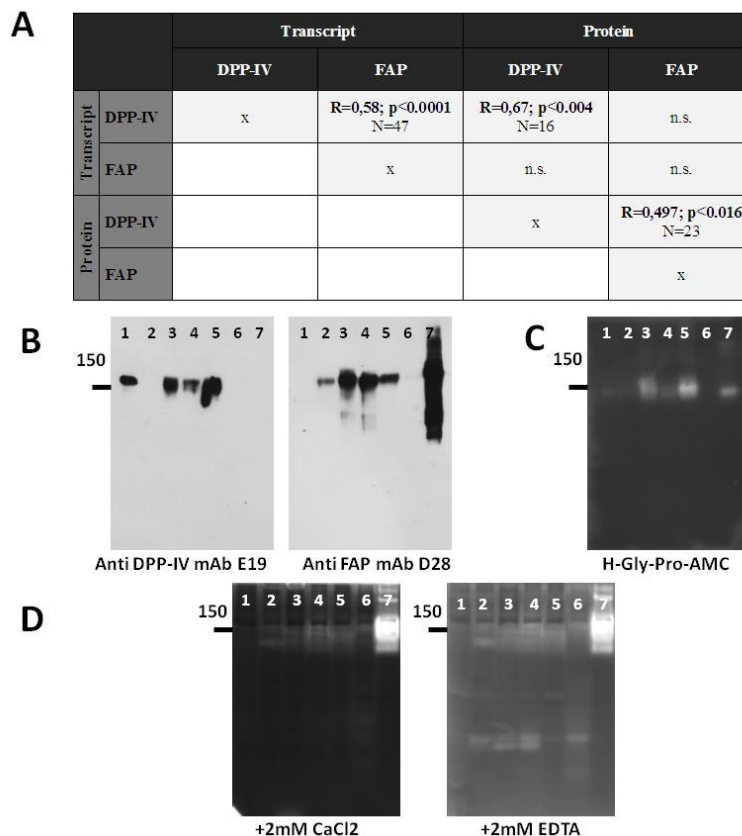 A
Transcript Protein
DPP-IV FAP DPP-IV FAP
Transcript DPP-IV x R=0,58; p<0.0001 R=0,67; p<0.004 n.s.
N=47 N=16
FAP x n.s. n.s.
Protein DPP-IV x R=0,497; p<0.016
N=23
FAP x
B
150
1 2 3 4 5 6 7
1 2 3 4 5 6 7
Anti DPP-IV mAb E19 Anti FAP mAb D28
C
150
1 2 3 4 5 6 7
H-Gly-Pro-AMC
D
150
1 2 3 4 5 6 7
150
1 2 3 4 5 6 7
+2mM CaCl2 +2mM EDTA